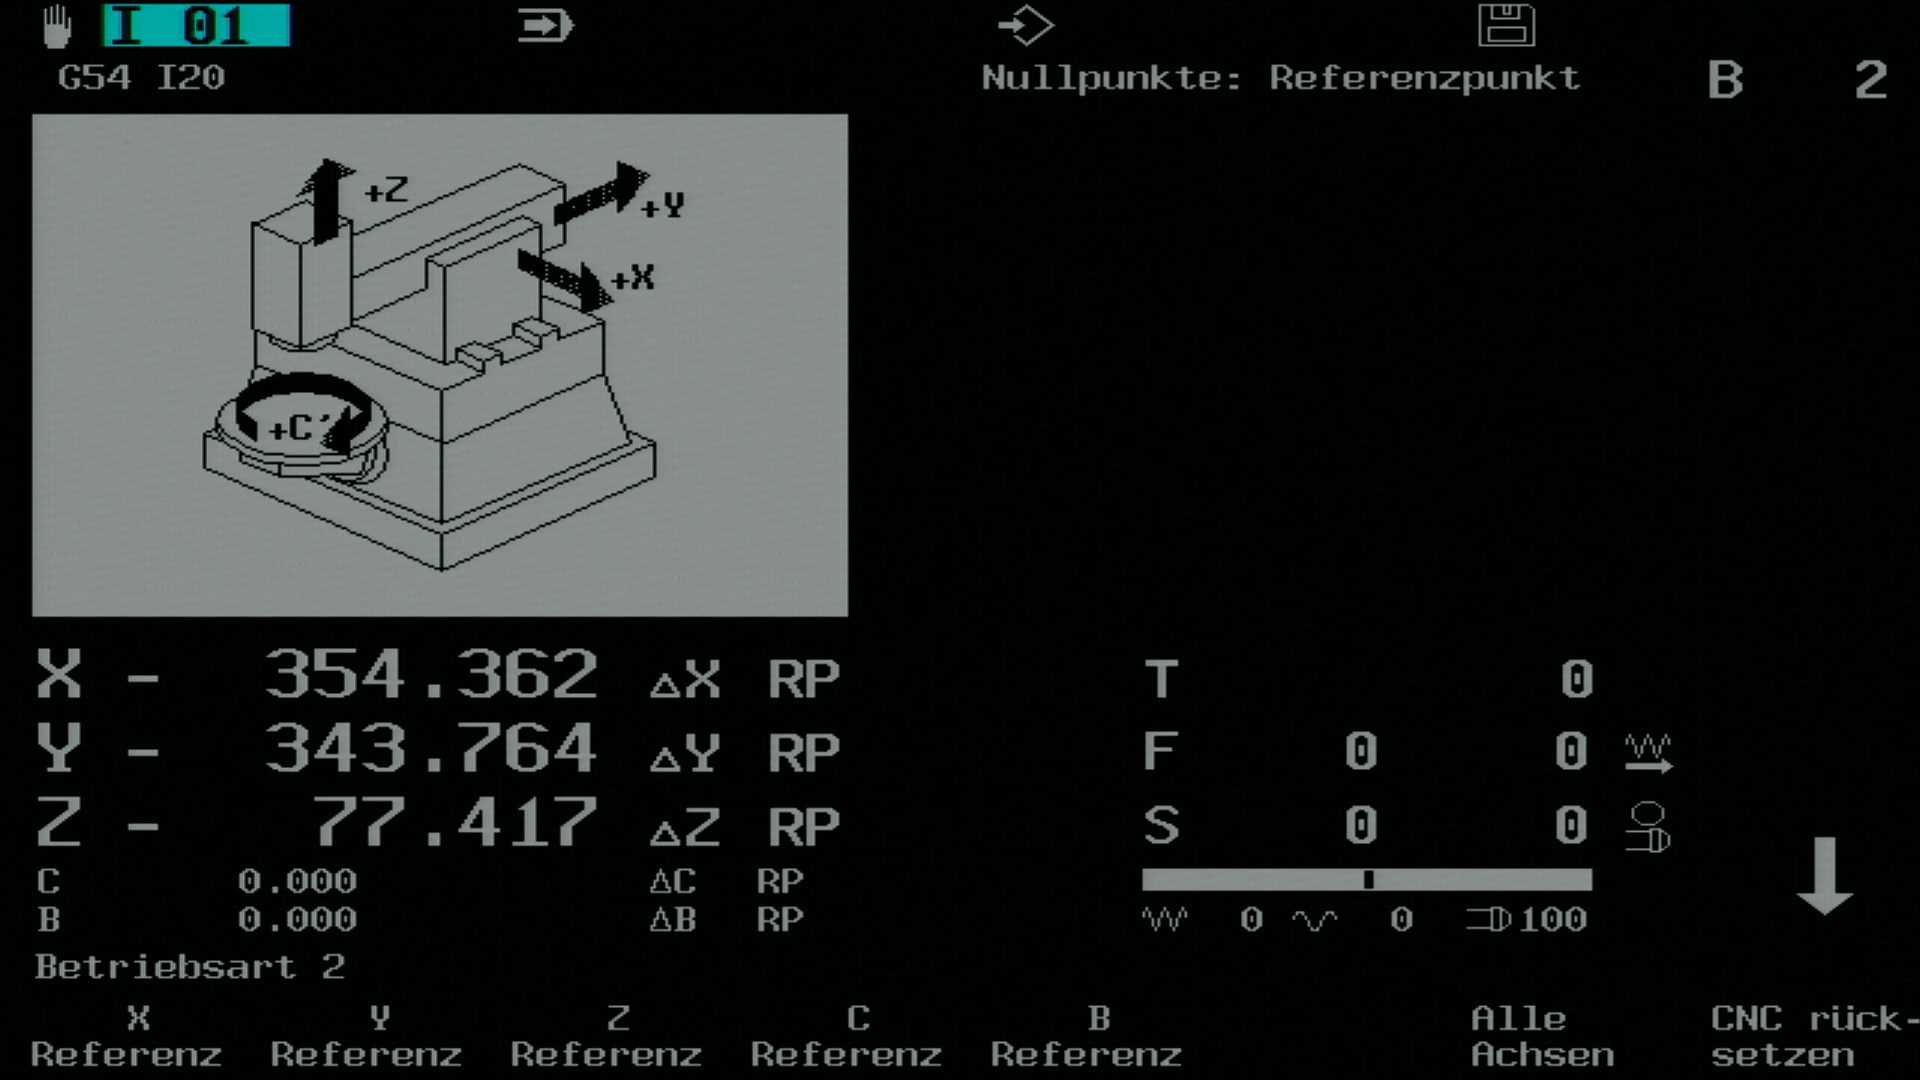 I 01
G54 I20
Nullpunkte: Referenzpunkt B 2
+Z
+Y
+X
+C'
X - 354.362 ΔX RP
Y - 343.764 ΔY RP
Z - 77.417 ΔZ RP
C 0.000 ΔC RP
B 0.000 ΔB RP
T 0
F 0 0
S 0 0
0 0 100
Betriebsart 2
X Referenz
Y Referenz
Z Referenz
C Referenz
B Referenz
Alle
Achsen
CNC rück-
setzen